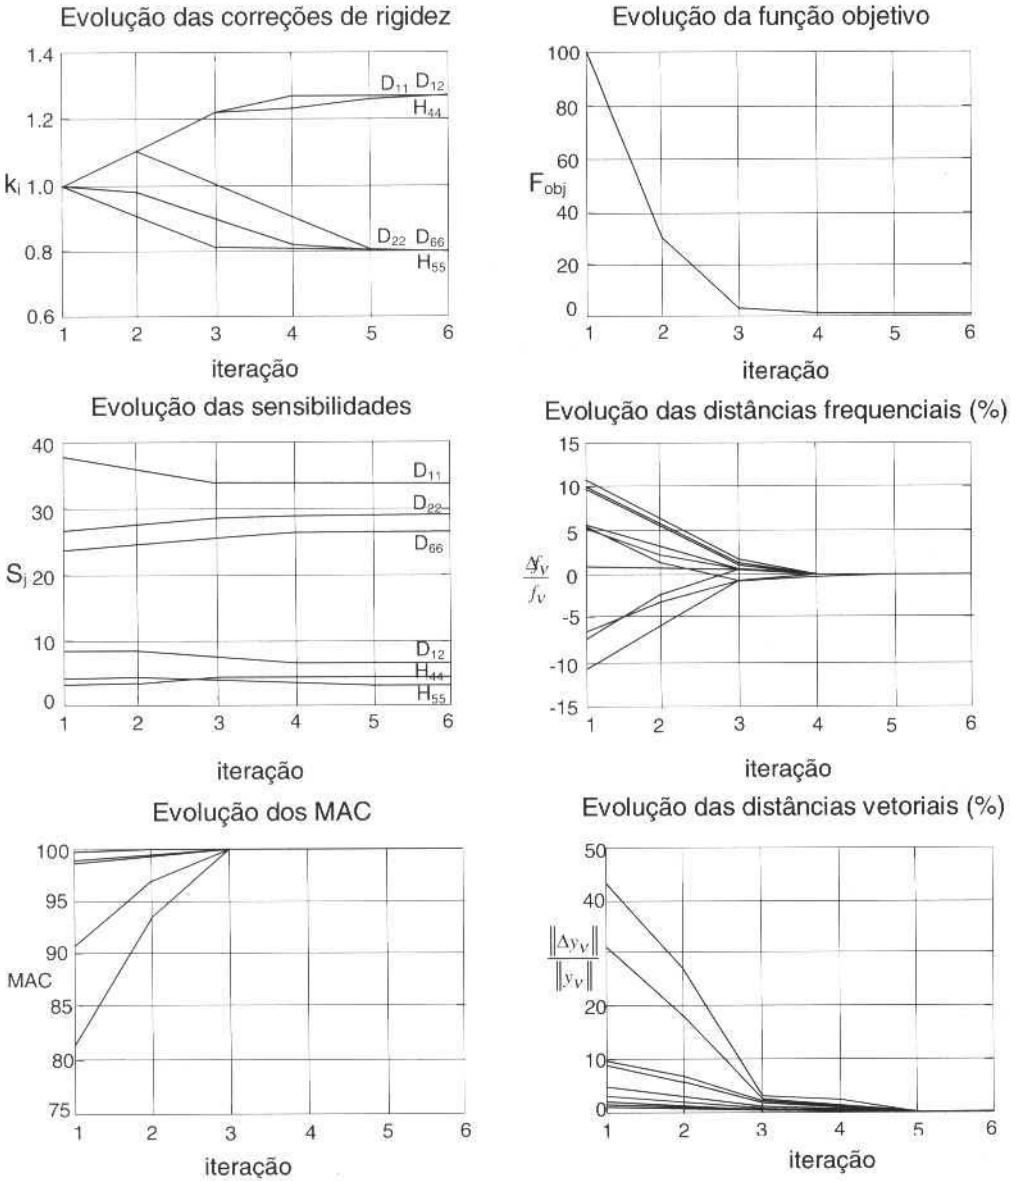 Evolução das correções de rigidez
1.4
1.2
1.0
0.8
0.6
kᵢ
D₁₁ D₁₂
H₄₄
D₂₂ D₆₆
H₅₅
1 2 3 4 5 6
iteração
Evolução da função objetivo
100
80
60
40
20
0
F_obj
1 2 3 4 5 6
iteração
Evolução das sensibilidades
40
30
20
10
0
Sⱼ
D₁₁
D₂₂
D₆₆
D₁₂
H₄₄
H₅₅
1 2 3 4 5 6
iteração
Evolução das distâncias frequenciais (%)
15
10
5
0
-5
-10
-15
Δfᵥ
fᵥ
1 2 3 4 5 6
iteração
Evolução dos MAC
100
95
90
85
80
75
MAC
1 2 3 4 5 6
iteração
Evolução das distâncias vetoriais (%)
50
40
20
10
0
‖Δyᵥ‖
‖yᵥ‖
1 2 3 4 5 6
iteração